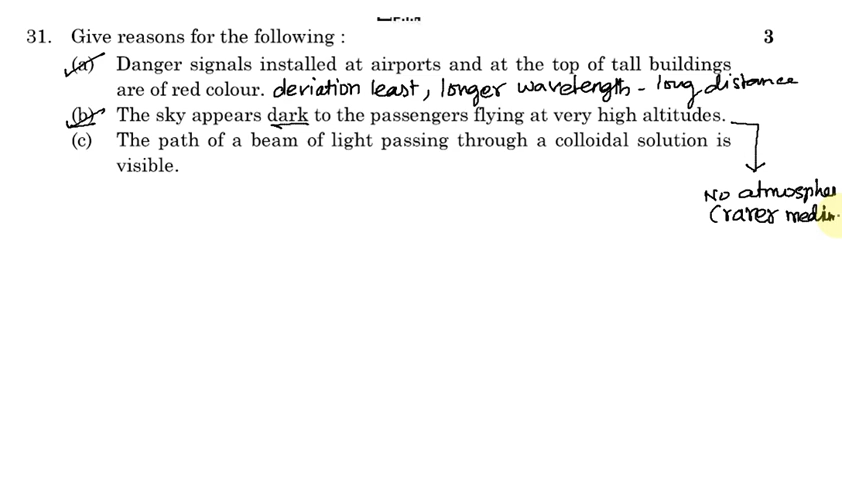 31. Give reasons for the following : 3
(a) Danger signals installed at airports and at the top of tall buildings
are of red colour. deviation least, longer wavelength - long distance
(b) The sky appears dark to the passengers flying at very high altitudes.
(c) The path of a beam of light passing through a colloidal solution is
visible.
No atmosphe
(rarer medium